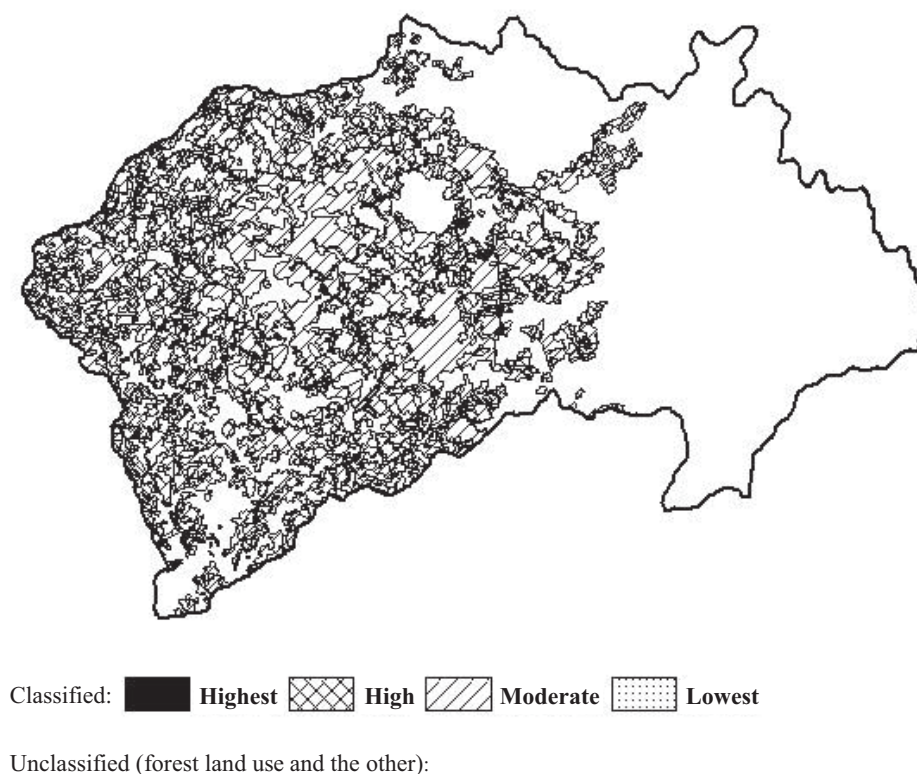 Classified: Highest High Moderate Lowest
Unclassified (forest land use and the other):